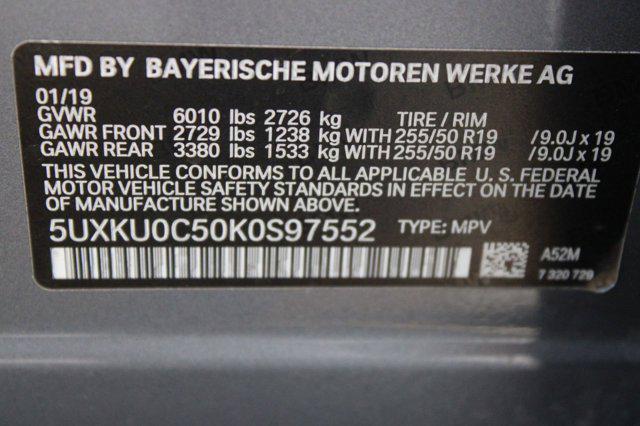 MFD BY BAYERISCHE MOTOREN WERKE AG
01/19
GVWR 6010 lbs 2726 kg TIRE / RIM
GAWR FRONT 2729 lbs 1238 kg WITH 255/50 R19 /9.0J x 19
GAWR REAR 3380 lbs 1533 kg WITH 255/50 R19 /9.0J x 19
THIS VEHICLE CONFORMS TO ALL APPLICABLE U. S. FEDERAL
MOTOR VEHICLE SAFETY STANDARDS IN EFFECT ON THE DATE
OF MANUFACTURE SHOWN ABOVE.
5UXKU0C50K0S97552 TYPE: MPV
A52M
7 320 729